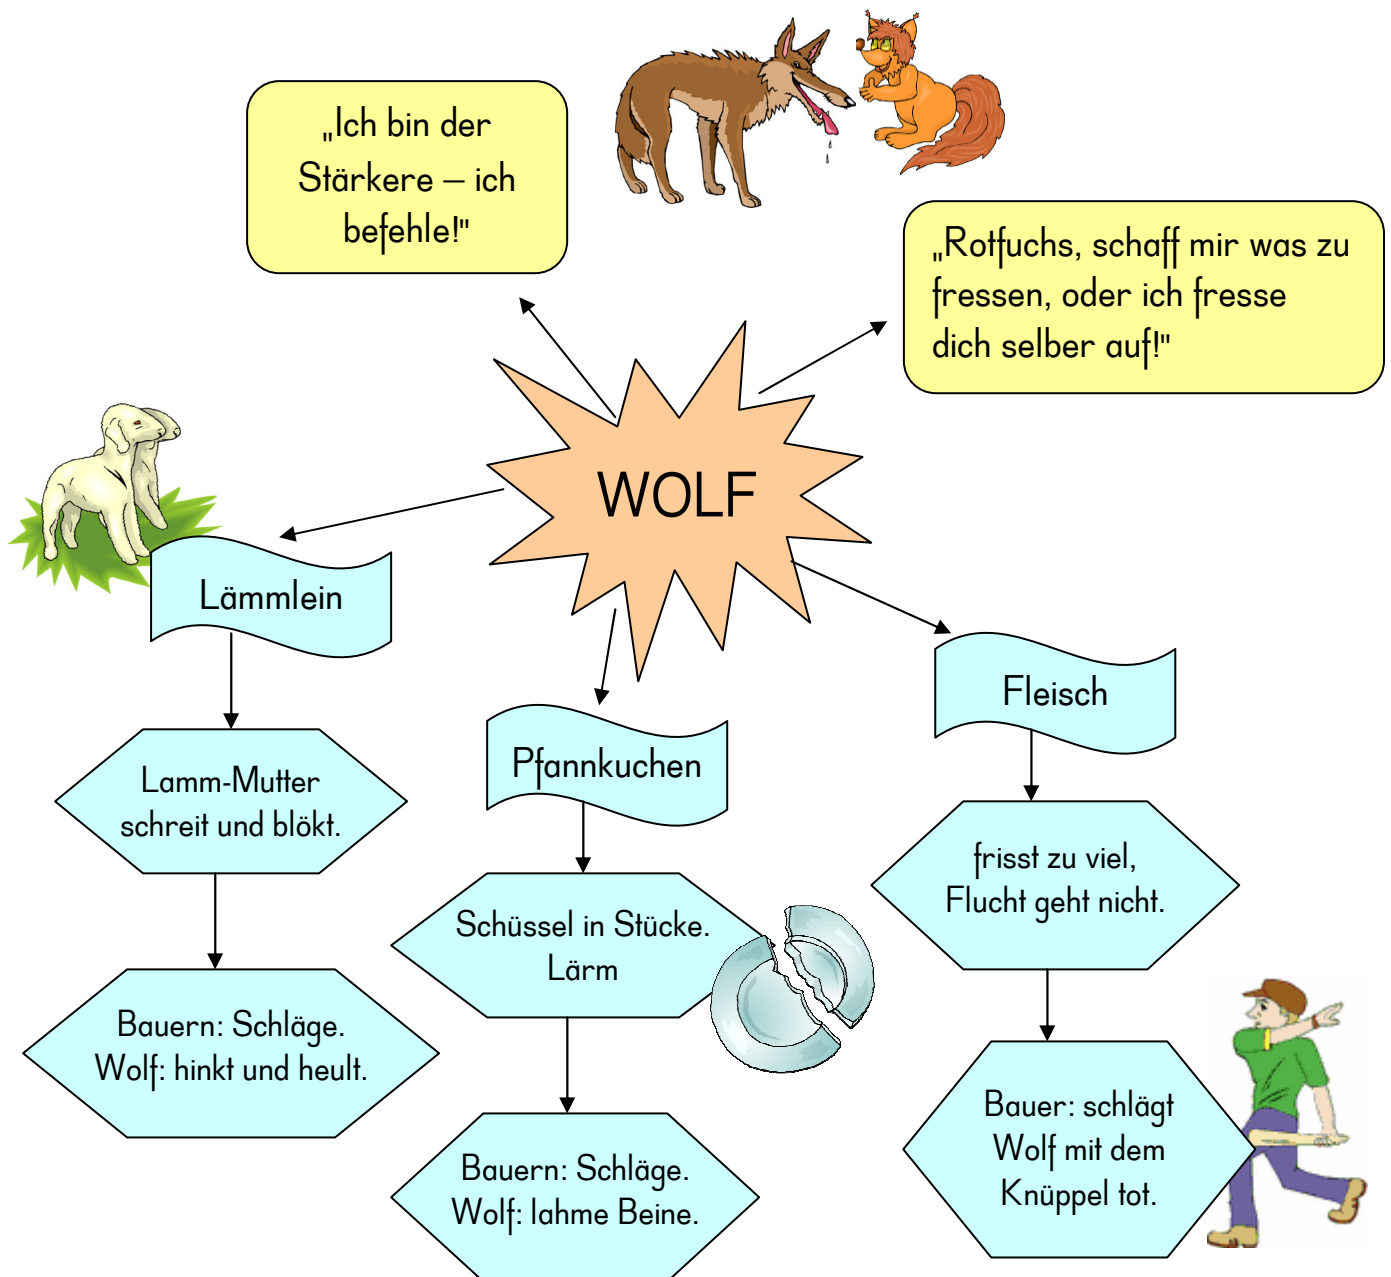 „Ich bin der
Stärkere – ich
befehle!"
„Rotfuchs, schaff mir was zu
fressen, oder ich fresse
dich selber auf!"
WOLF
Lämmlein
Lamm-Mutter
schreit und blökt.
Bauern: Schläge.
Wolf: hinkt und heult.
Pfannkuchen
Schüssel in Stücke.
Lärm
Bauern: Schläge.
Wolf: lahme Beine.
Fleisch
frisst zu viel,
Flucht geht nicht.
Bauer: schlägt
Wolf mit dem
Knüppel tot.